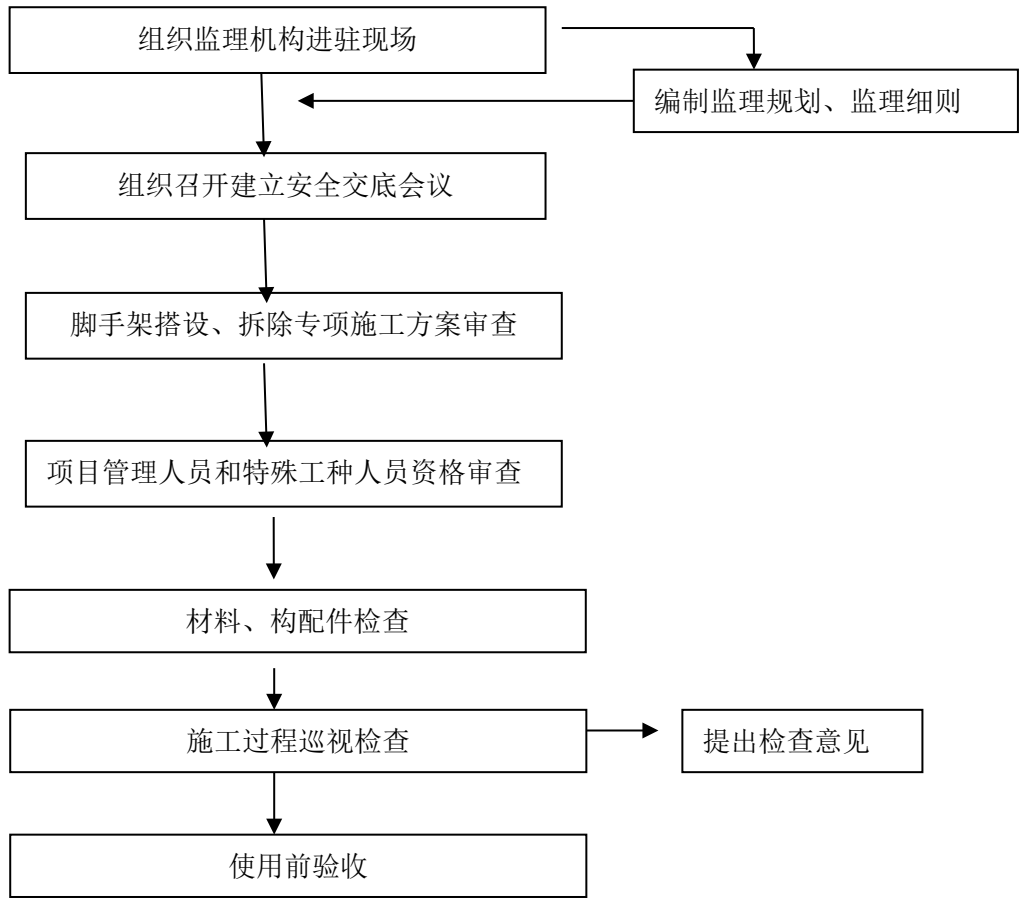 组织监理机构进驻现场
编制监理规划、监理细则
组织召开建立安全交底会议
脚手架搭设、拆除专项施工方案审查
项目管理人员和特殊工种人员资格审查
材料、构配件检查
施工过程巡视检查
提出检查意见
使用前验收